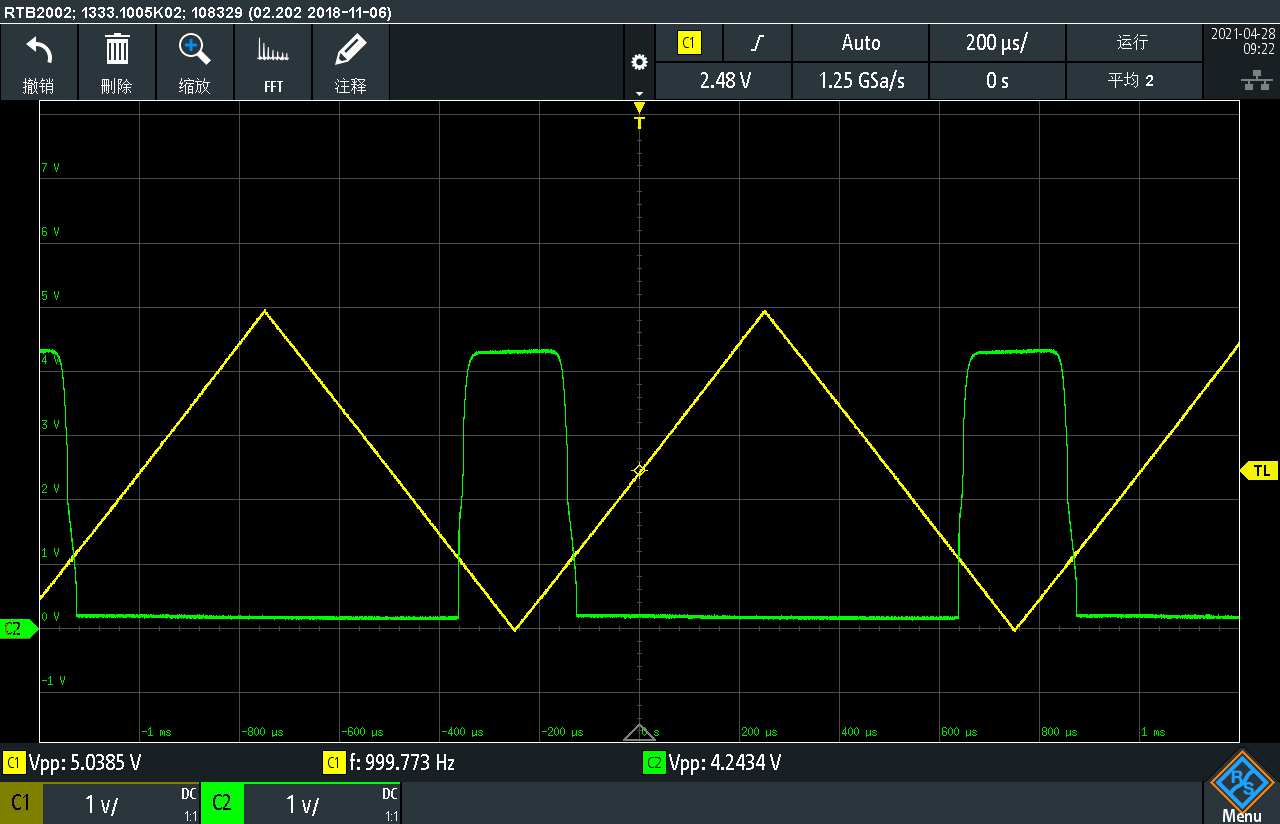 RTB2002; 1333.1005K02; 108329 (02.202 2018-11-06)
撤销
刪除
缩放
FFT
注释
C1
Auto
200 µs/
运行
2.48 V
1.25 GSa/s
0 s
平均 2
2021-04-28
09:22
T
7 V
6 V
5 V
4 V
3 V
2 V
1 V
0 V
-1 V
C2
TL
-1 ms
-800 µs
-600 µs
-400 µs
-200 µs
0 s
200 µs
400 µs
600 µs
800 µs
1 ms
C1 Vpp: 5.0385 V
C1 f: 999.773 Hz
C2 Vpp: 4.2434 V
C1 1 V/ DC 1:1
C2 1 V/ DC 1:1
R S
Menu